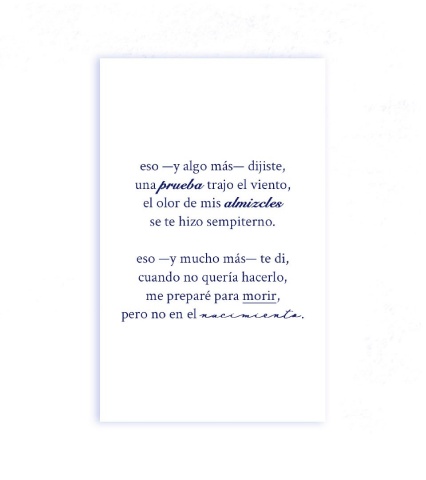 eso —y algo más— dijiste,
una prueba trajo el viento,
el olor de mis almizcles
se te hizo sempiterno.
eso —y mucho más— te di,
cuando no quería hacerlo,
me preparé para morir,
pero no en el nacimiento.